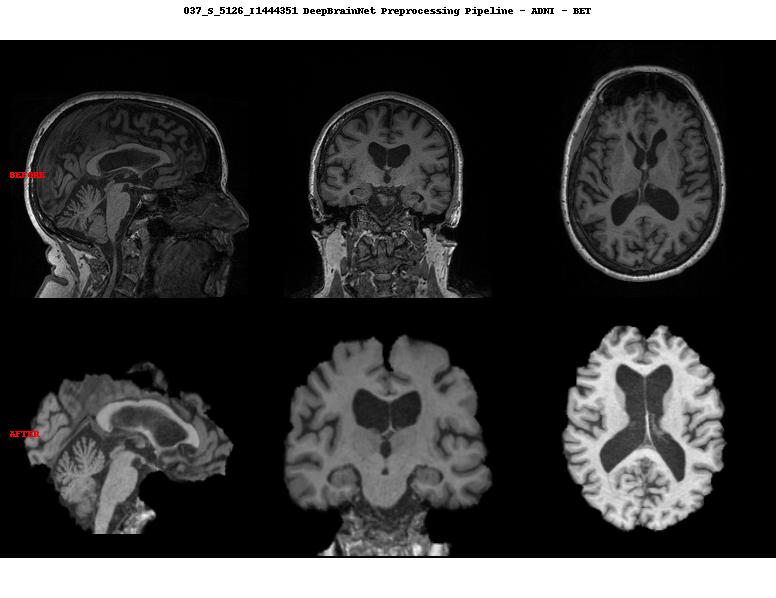 037_S_5126_I1444351 DeepBrainNet Preprocessing Pipeline - ADNI - BET
BEFORE
AFTER